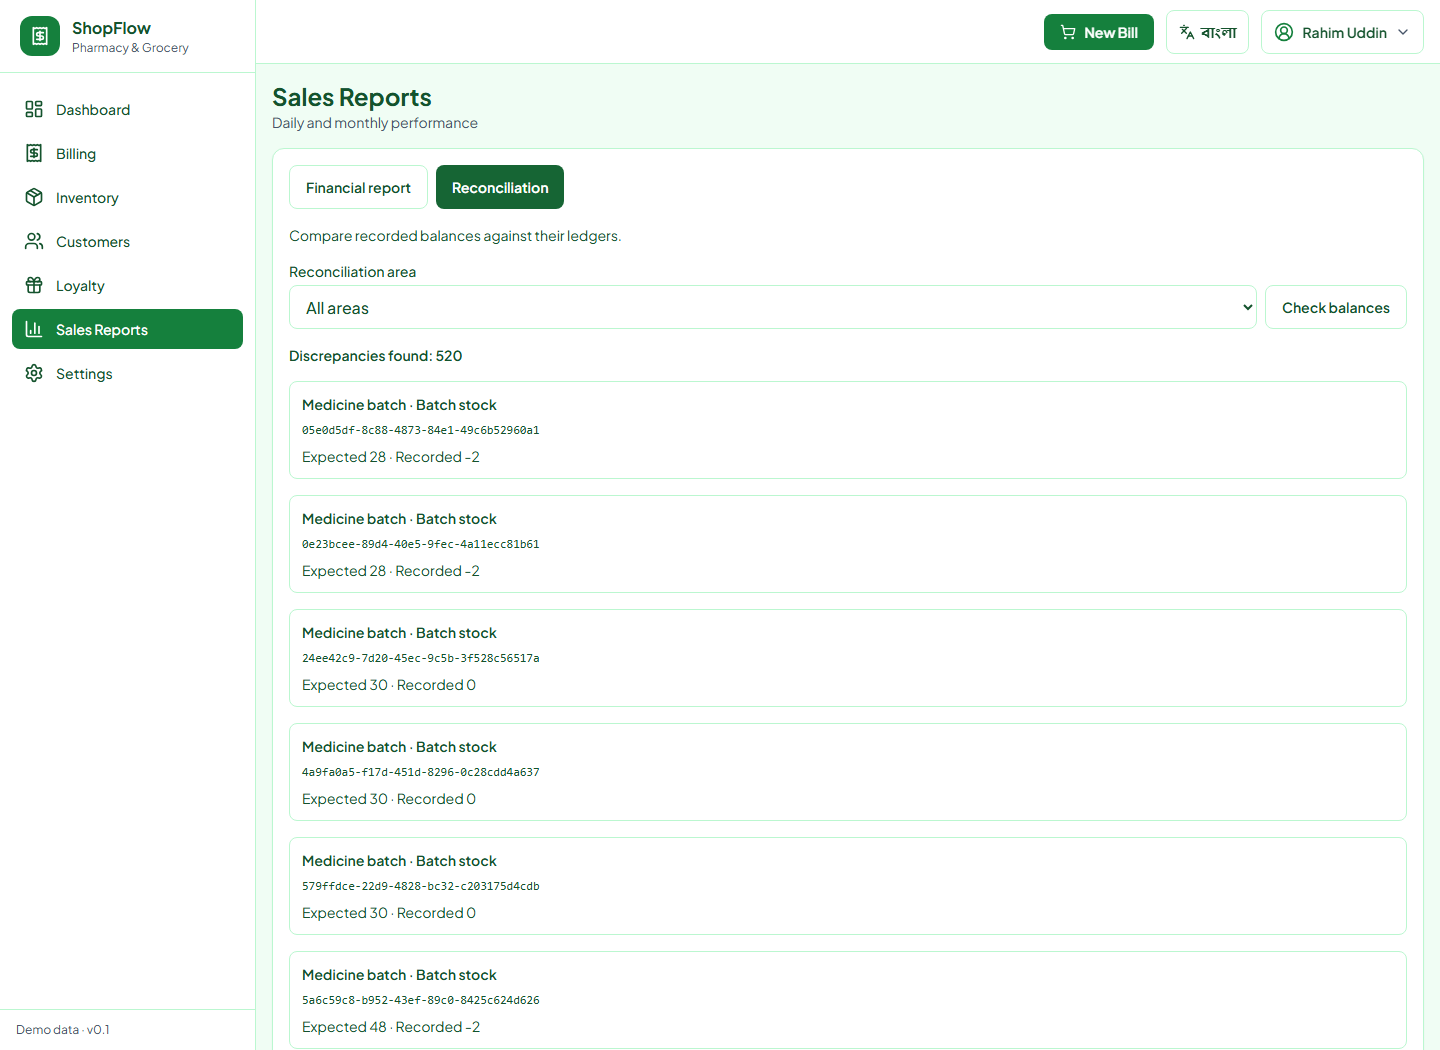 ShopFlow
Pharmacy & Grocery
New Bill
বাংলা
Rahim Uddin
Dashboard
Billing
Inventory
Customers
Loyalty
Sales Reports
Settings
Demo data · v0.1
Sales Reports
Daily and monthly performance
Financial report
Reconciliation
Compare recorded balances against their ledgers.
Reconciliation area
All areas
Check balances
Discrepancies found: 520
Medicine batch · Batch stock
05e0d5df-8c88-4873-84e1-49c6b52960a1
Expected 28 · Recorded -2
Medicine batch · Batch stock
0e23bcee-89d4-40e5-9fec-4a11ecc81b61
Expected 28 · Recorded -2
Medicine batch · Batch stock
24ee42c9-7d20-45ec-9c5b-3f528c56517a
Expected 30 · Recorded 0
Medicine batch · Batch stock
4a9fa0a5-f17d-451d-8296-0c28cdd4a637
Expected 30 · Recorded 0
Medicine batch · Batch stock
579ffdce-22d9-4828-bc32-c203175d4cdb
Expected 30 · Recorded 0
Medicine batch · Batch stock
5a6c59c8-b952-43ef-89c0-8425c624d626
Expected 48 · Recorded -2